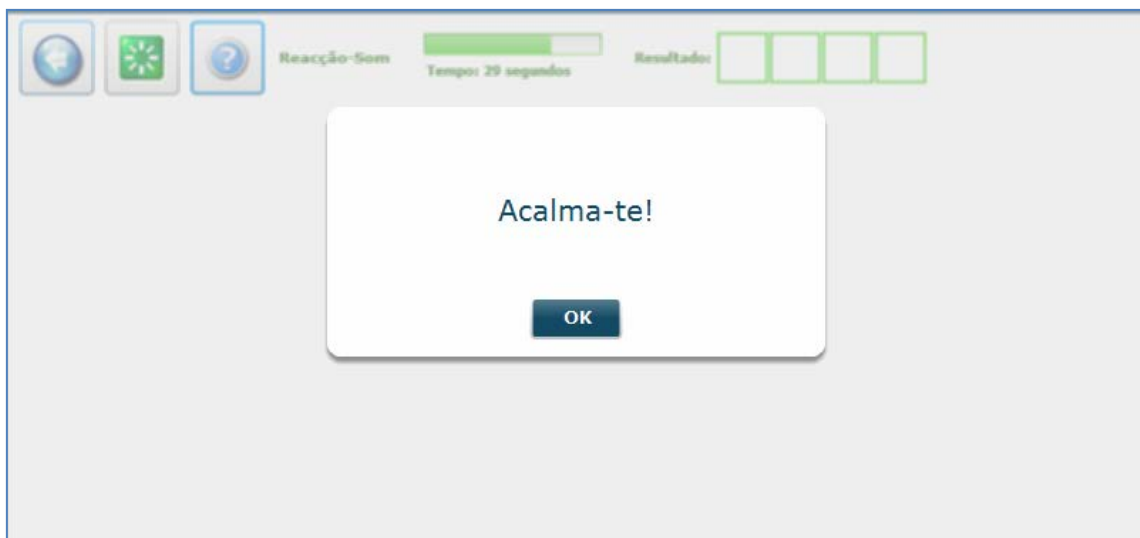 Reacção-Som
Tempo: 29 segundos
Resultado:
Acalma-te!
OK